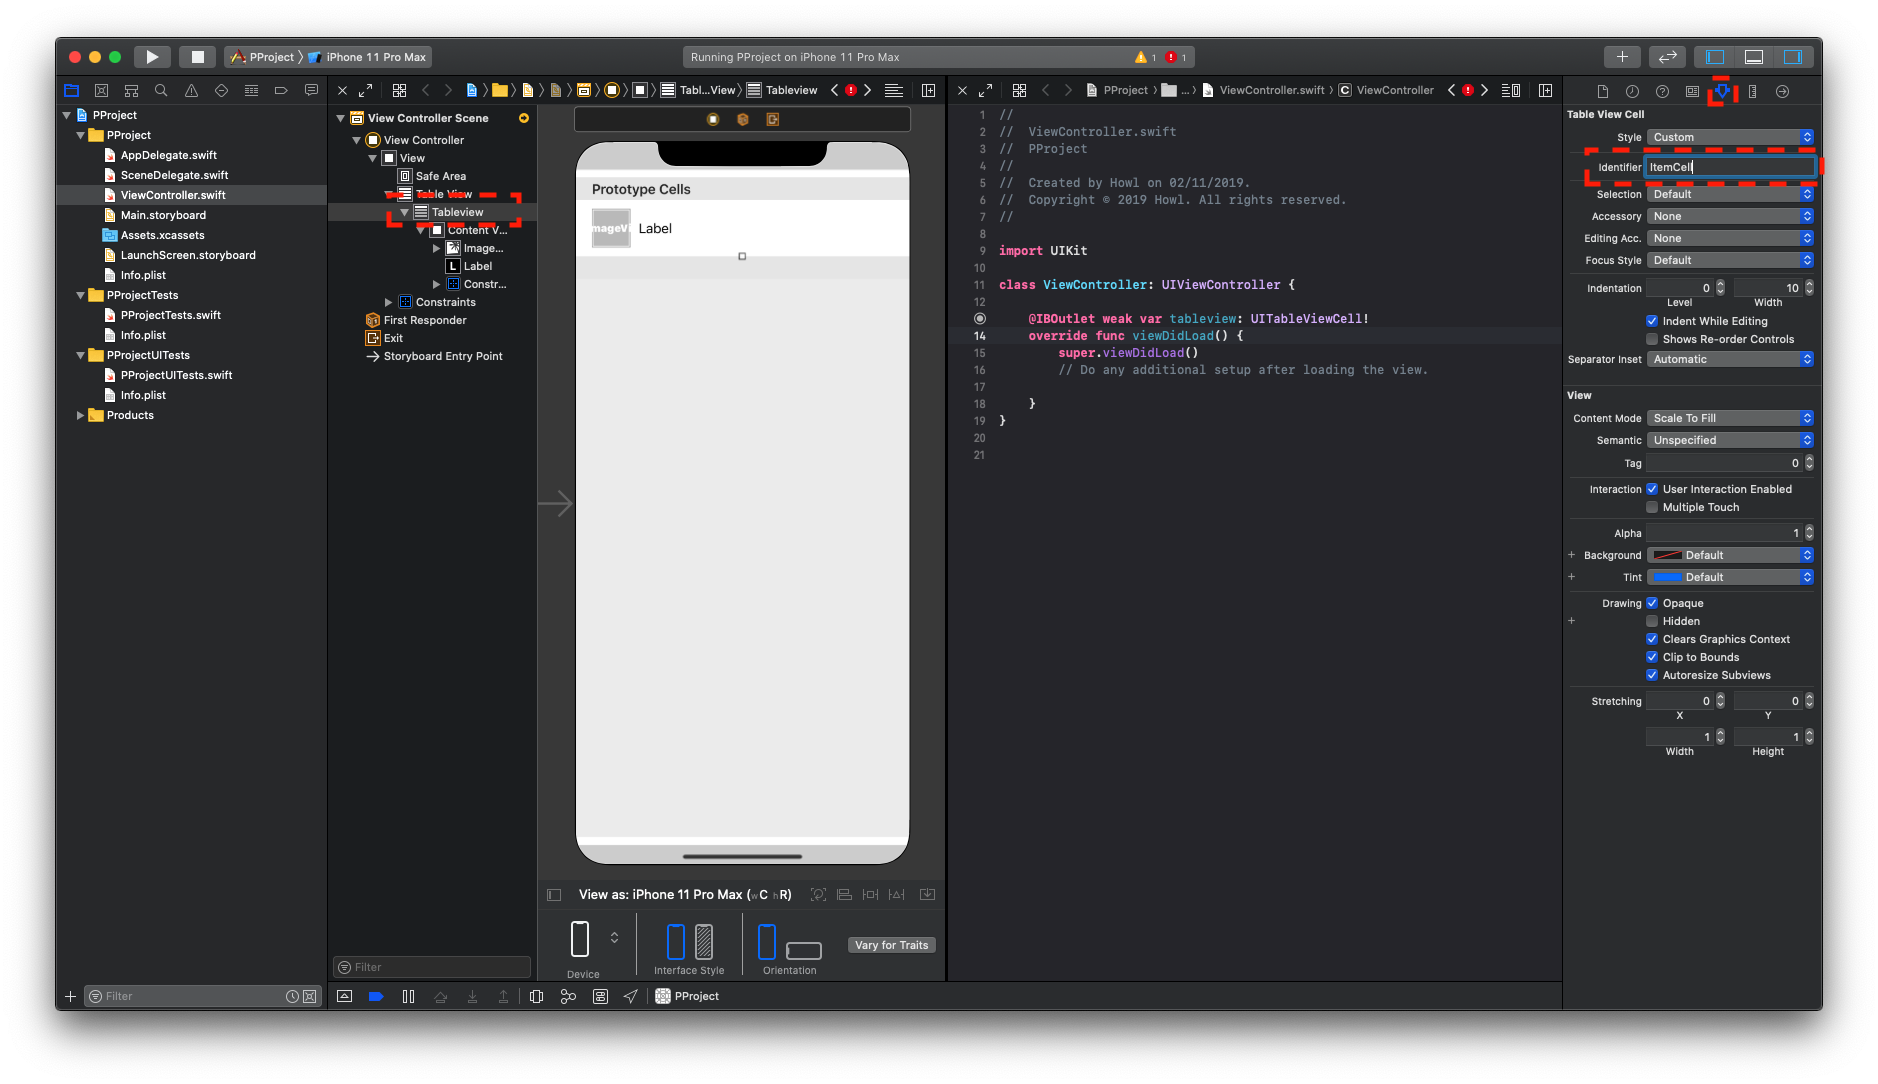 PProject
iPhone 11 Pro Max
Running PProject on iPhone 11 Pro Max
1
1
PProject
PProject
AppDelegate.swift
SceneDelegate.swift
ViewController.swift
Main.storyboard
Assets.xcassets
LaunchScreen.storyboard
Info.plist
PProjectTests
PProjectTests.swift
Info.plist
PProjectUITests
PProjectUITests.swift
Info.plist
Products
Filter
Tabl...View
Tableview
View Controller Scene
View Controller
View
Safe Area
Table View
Tableview
Content V...
Image...
L Label
Constr...
Constraints
First Responder
Exit
Storyboard Entry Point
Filter
Prototype Cells
mageVi
Label
View as: iPhone 11 Pro Max (wC hR)
Device
Interface Style
Orientation
Vary for Traits
PProject
PProject
...
ViewController.swift
C ViewController
1 //
2 //  ViewController.swift
3 //  PProject
4 //
5 //  Created by Howl on 02/11/2019.
6 //  Copyright © 2019 Howl. All rights reserved.
7 //
8
9 import UIKit
10
11 class ViewController: UIViewController {
12
@IBOutlet weak var tableview: UITableViewCell!
14 override func viewDidLoad() {
15 super.viewDidLoad()
16 // Do any additional setup after loading the view.
17
18 }
19 }
20
21
Table View Cell
Style Custom
Identifier ItemCell
Selection Default
Accessory None
Editing Acc. None
Focus Style Default
Indentation 0 10
Level Width
Indent While Editing
Shows Re-order Controls
Separator Inset Automatic
View
Content Mode Scale To Fill
Semantic Unspecified
Tag 0
Interaction User Interaction Enabled
Multiple Touch
Alpha 1
+ Background Default
+ Tint Default
Drawing Opaque
+ Hidden
Clears Graphics Context
Clip to Bounds
Autoresize Subviews
Stretching 0 0
X Y
1 1
Width Height